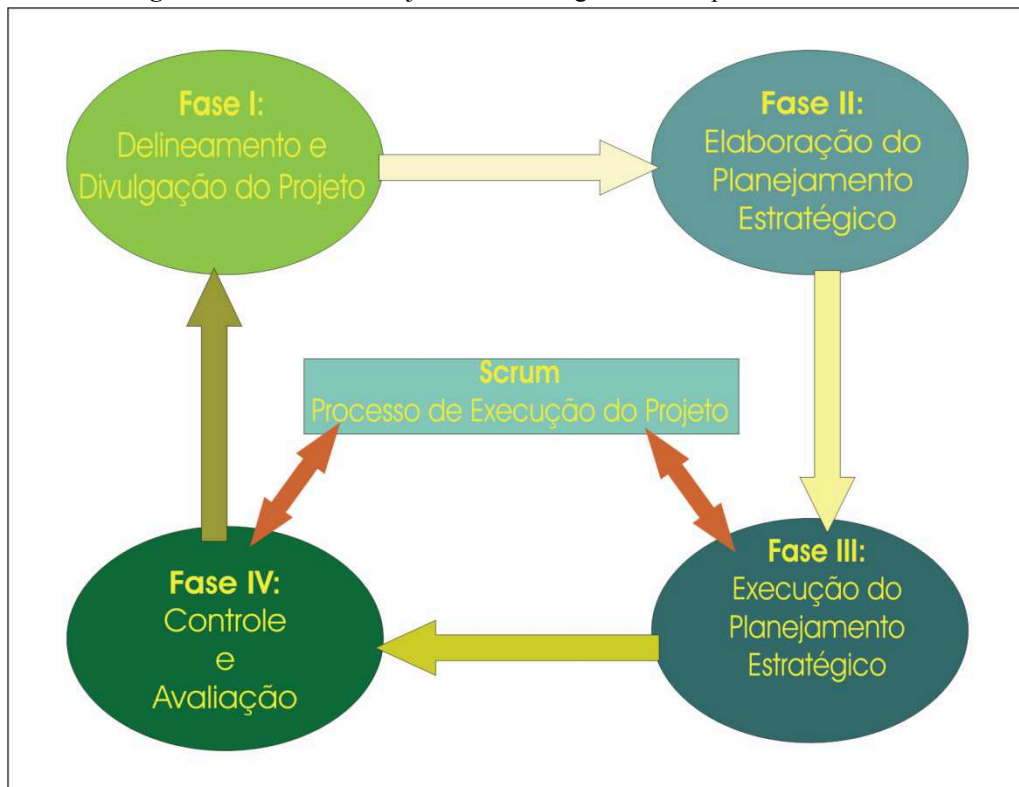 Fase I:
Delineamento e
Divulgação do Projeto
Fase II:
Elaboração do
Planejamento
Estratégico
Scrum
Processo de Execução do Projeto
Fase IV:
Controle
e
Avaliação
Fase III:
Execução do
Planejamento
Estratégico